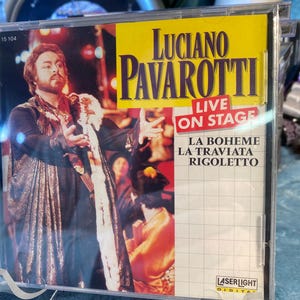 15 104
LUCIANO
PAVAROTTI
LIVE
ON STAGE
LA BOHEME
LA TRAVIATA
RIGOLETTO
LASERLIGHT
DIGITAL